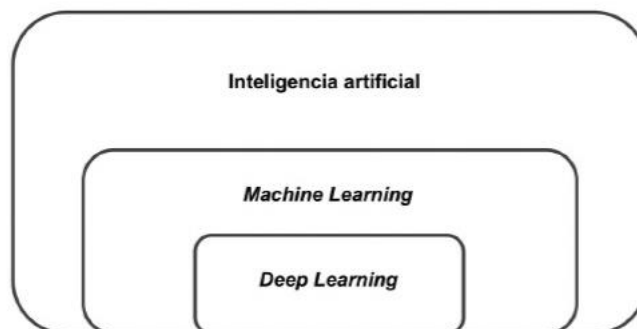 Inteligencia artificial
Machine Learning
Deep Learning